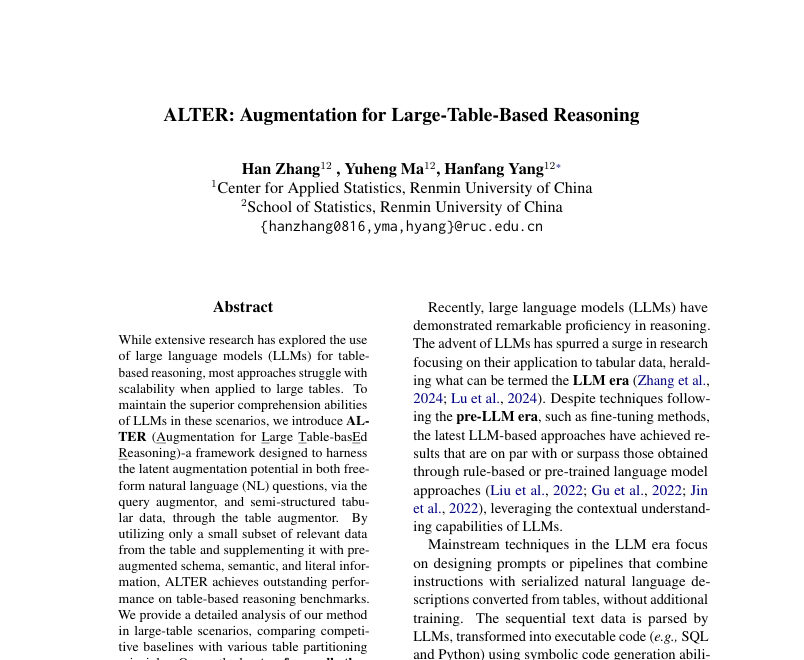 ALTER: Augmentation for Large-Table-Based Reasoning
Han Zhang12 , Yuheng Ma12, Hanfang Yang12*
1Center for Applied Statistics, Renmin University of China
2School of Statistics, Renmin University of China
{hanzhang0816,yma,hyang}@ruc.edu.cn
Abstract
While extensive research has explored the use
of large language models (LLMs) for table-
based reasoning, most approaches struggle with
scalability when applied to large tables. To
maintain the superior comprehension abilities
of LLMs in these scenarios, we introduce AL-
TER (Augmentation for Large Table-basEd
Reasoning)-a framework designed to harness
the latent augmentation potential in both free-
form natural language (NL) questions, via the
query augmentor, and semi-structured tabu-
lar data, through the table augmentor. By
utilizing only a small subset of relevant data
from the table and supplementing it with pre-
augmented schema, semantic, and literal infor-
mation, ALTER achieves outstanding perfor-
mance on table-based reasoning benchmarks.
We provide a detailed analysis of our method
in large-table scenarios, comparing competi-
tive baselines with various table partitioning
Recently, large language models (LLMs) have
demonstrated remarkable proficiency in reasoning.
The advent of LLMs has spurred a surge in research
focusing on their application to tabular data, herald-
ing what can be termed the LLM era (Zhang et al.,
2024; Lu et al., 2024). Despite techniques follow-
ing the pre-LLM era, such as fine-tuning methods,
the latest LLM-based approaches have achieved re-
sults that are on par with or surpass those obtained
through rule-based or pre-trained language model
approaches (Liu et al., 2022; Gu et al., 2022; Jin
et al., 2022), leveraging the contextual understand-
ing capabilities of LLMs.
Mainstream techniques in the LLM era focus
on designing prompts or pipelines that combine
instructions with serialized natural language de-
scriptions converted from tables, without additional
training. The sequential text data is parsed by
LLMs, transformed into executable code (e.g., SQL
and Python) using symbolic code generation abili-